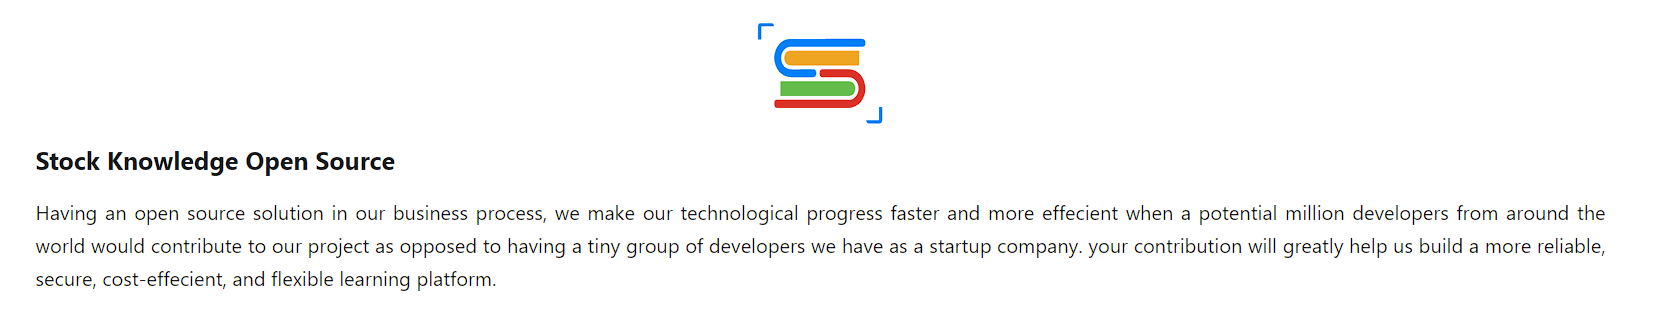 Stock Knowledge Open Source
Having an open source solution in our business process, we make our technological progress faster and more effecient when a potential million developers from around the
world would contribute to our project as opposed to having a tiny group of developers we have as a startup company. your contribution will greatly help us build a more reliable,
secure, cost-effecient, and flexible learning platform.